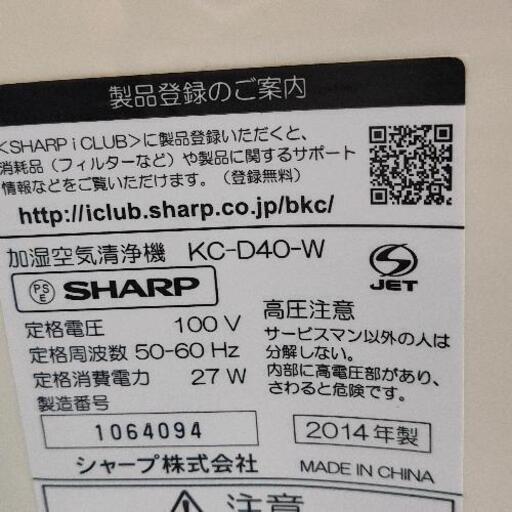 製品登録のご案内
<SHARP i CLUB>に製品登録いただくと、
消耗品(フィルターなど)や製品に関するサポート
情報などをご覧いただけます。(登録無料)
http://iclub.sharp.co.jp/bkc/
加湿空気清浄機 KC-D40-W
PSE SHARP
JET
定格電圧 100 V
定格周波数 50-60 Hz
定格消費電力 27 W
製造番号
1064094
シャープ株式会社
高圧注意
サービスマン以外の人は
分解しない。
内部に高電圧部があり、
さわると危険です。
2014年製
MADE IN CHINA
注意